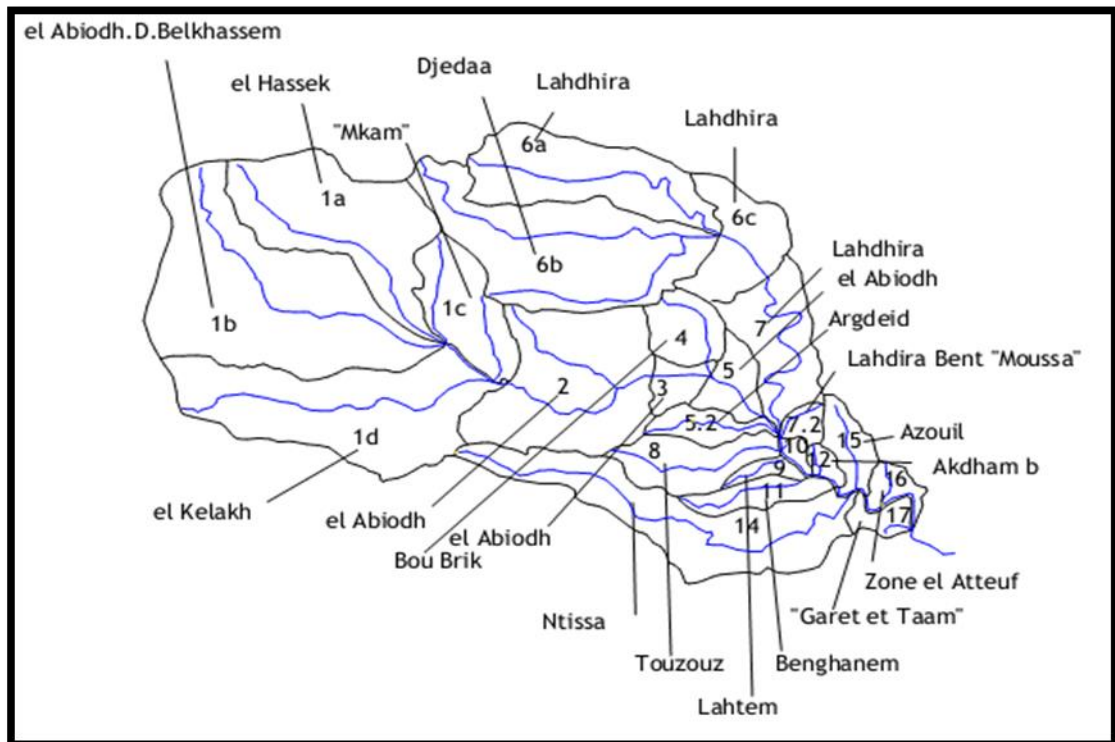 el Abiodh.D.Belkhassem
el Hassek
Djedaa
Lahdhira
"Mkam"
Lahdhira
6a
1a
6c
Lahdhira
6b
el Abiodh
1c
7
Argdeid
1b
4
Lahdira Bent "Moussa"
5
2
3
5.2
7.2
15
Azouil
1d
8
10
12
Akdham b
9
16
11
el Kelakh
el Abiodh
14
17
el Abiodh
Bou Brik
Zone el Atteuf
Ntissa
"Garet et Taam"
Touzouz
Benghanem
Lahtem